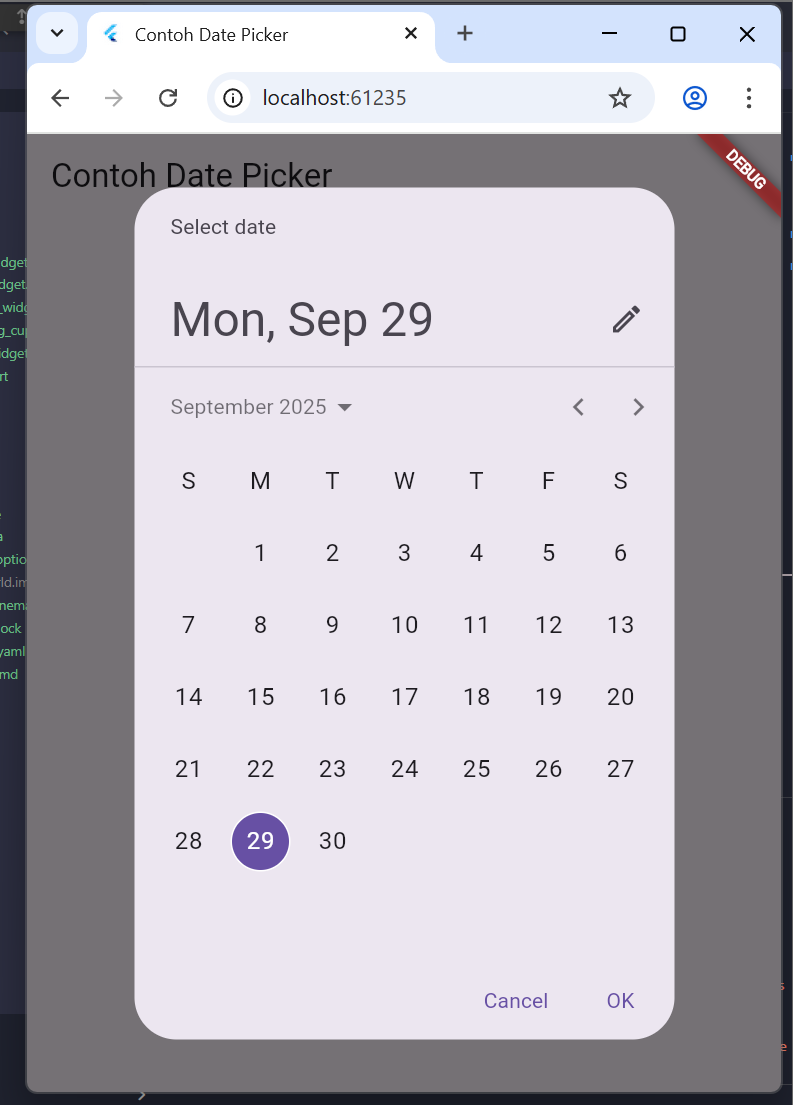 Contoh Date Picker
localhost:61235
Contoh Date Picker
DEBUG
Select date
Mon, Sep 29
September 2025
S M T W T F S
1 2 3 4 5 6
7 8 9 10 11 12 13
14 15 16 17 18 19 20
21 22 23 24 25 26 27
28 29 30
Cancel OK